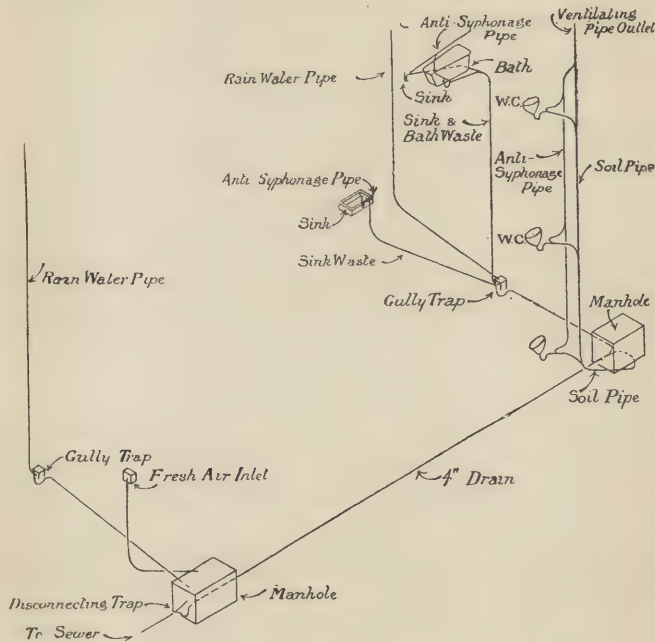 Anti-Syphonage
Pipe
Ventilating
Pipe Outlet
Rain Water Pipe
Bath
Sink
W.C.
Sink &
Bath Waste
Anti-
Syphonage
Pipe
Soil Pipe
Anti Syphonage Pipe
Sink
W.C.
Sink Waste
Rain Water Pipe
Gully Trap
Manhole
Soil Pipe
Gully Trap
Fresh Air Inlet
4" Drain
Disconnecting Trap
Manhole
To Sewer